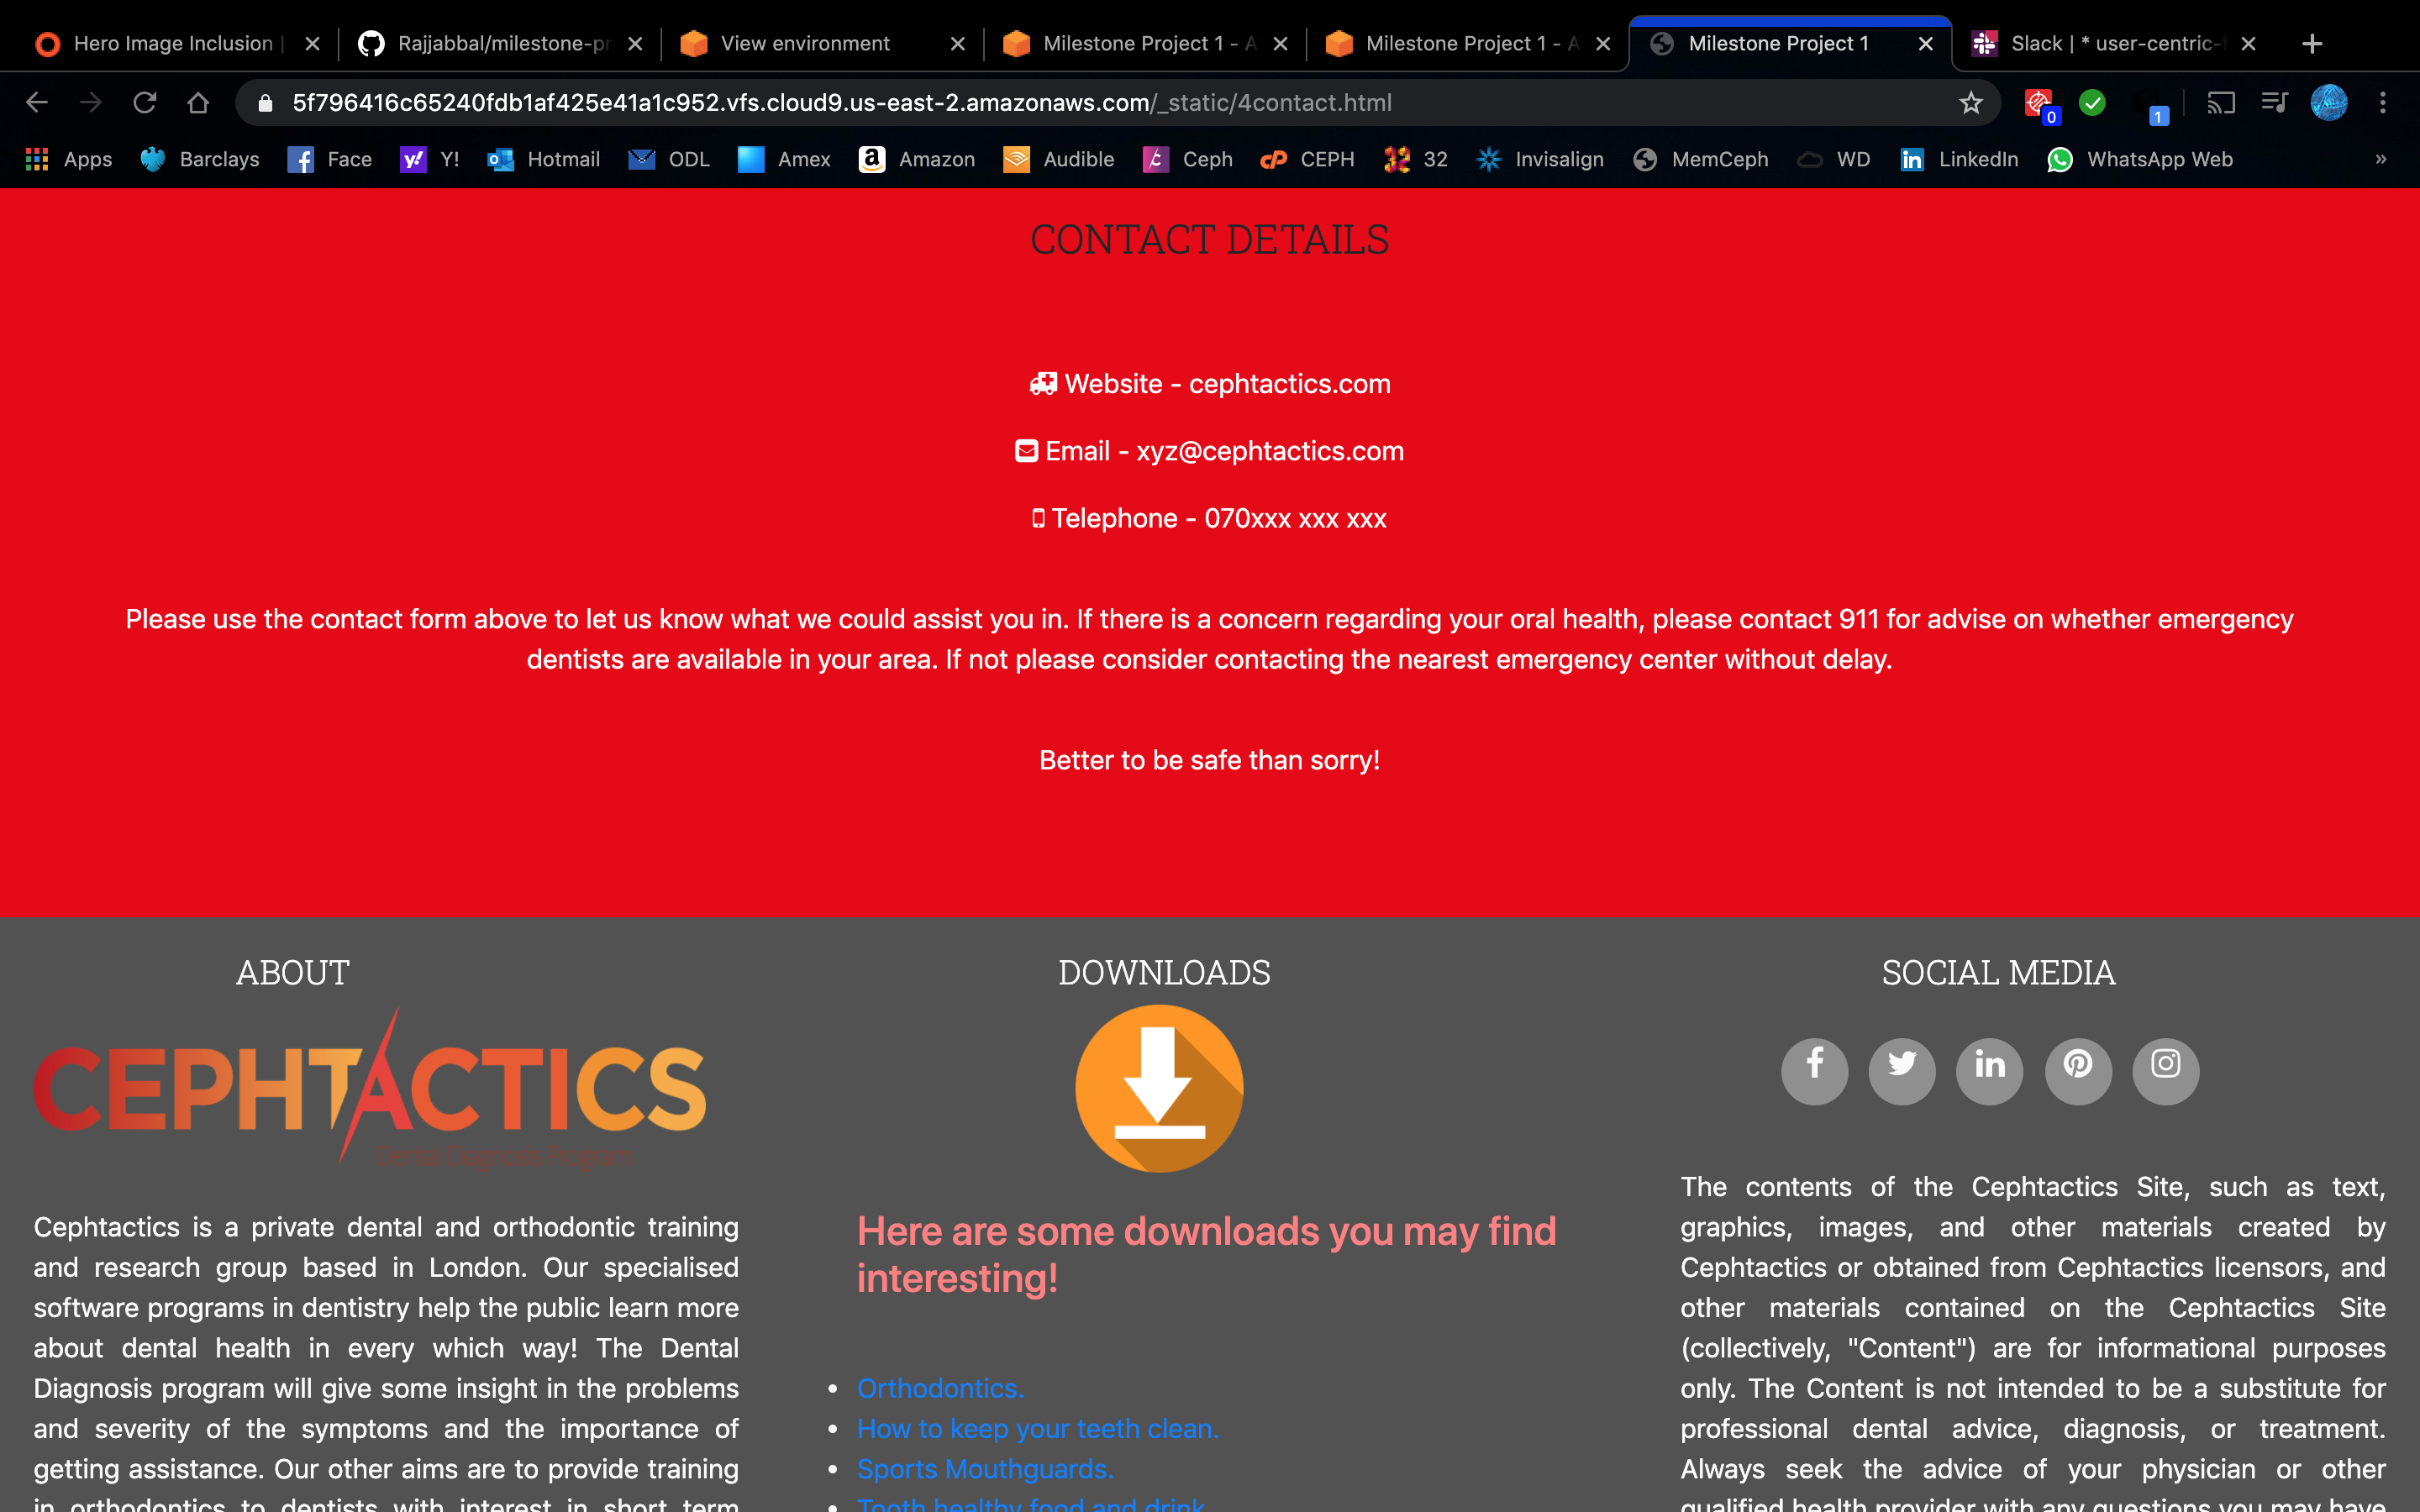 Hero Image Inclusion |
Rajjabbal/milestone-pr
View environment
Milestone Project 1 - A
Milestone Project 1 - A
Milestone Project 1
Slack | * user-centric-f
5f796416c65240fdb1af425e41a1c952.vfs.cloud9.us-east-2.amazonaws.com/_static/4contact.html
0
1
Apps
Barclays
Face
Y!
Hotmail
ODL
Amex
Amazon
Audible
Ceph
CEPH
32
Invisalign
MemCeph
WD
LinkedIn
WhatsApp Web
»
CONTACT DETAILS
Website - cephtactics.com
Email - xyz@cephtactics.com
Telephone - 070xxx xxx xxx
Please use the contact form above to let us know what we could assist you in. If there is a concern regarding your oral health, please contact 911 for advise on whether emergency
dentists are available in your area. If not please consider contacting the nearest emergency center without delay.
Better to be safe than sorry!
ABOUT
CEPHTACTICS
Dental Diagnosis Program
Cephtactics is a private dental and orthodontic training
and research group based in London. Our specialised
software programs in dentistry help the public learn more
about dental health in every which way! The Dental
Diagnosis program will give some insight in the problems
and severity of the symptoms and the importance of
getting assistance. Our other aims are to provide training
in orthodontics to dentists with interest in short term
DOWNLOADS
Here are some downloads you may find
interesting!
Orthodontics.
How to keep your teeth clean.
Sports Mouthguards.
Tooth healthy food and drink.
SOCIAL MEDIA
The contents of the Cephtactics Site, such as text,
graphics, images, and other materials created by
Cephtactics or obtained from Cephtactics licensors, and
other materials contained on the Cephtactics Site
(collectively, "Content") are for informational purposes
only. The Content is not intended to be a substitute for
professional dental advice, diagnosis, or treatment.
Always seek the advice of your physician or other
qualified health provider with any questions you may have